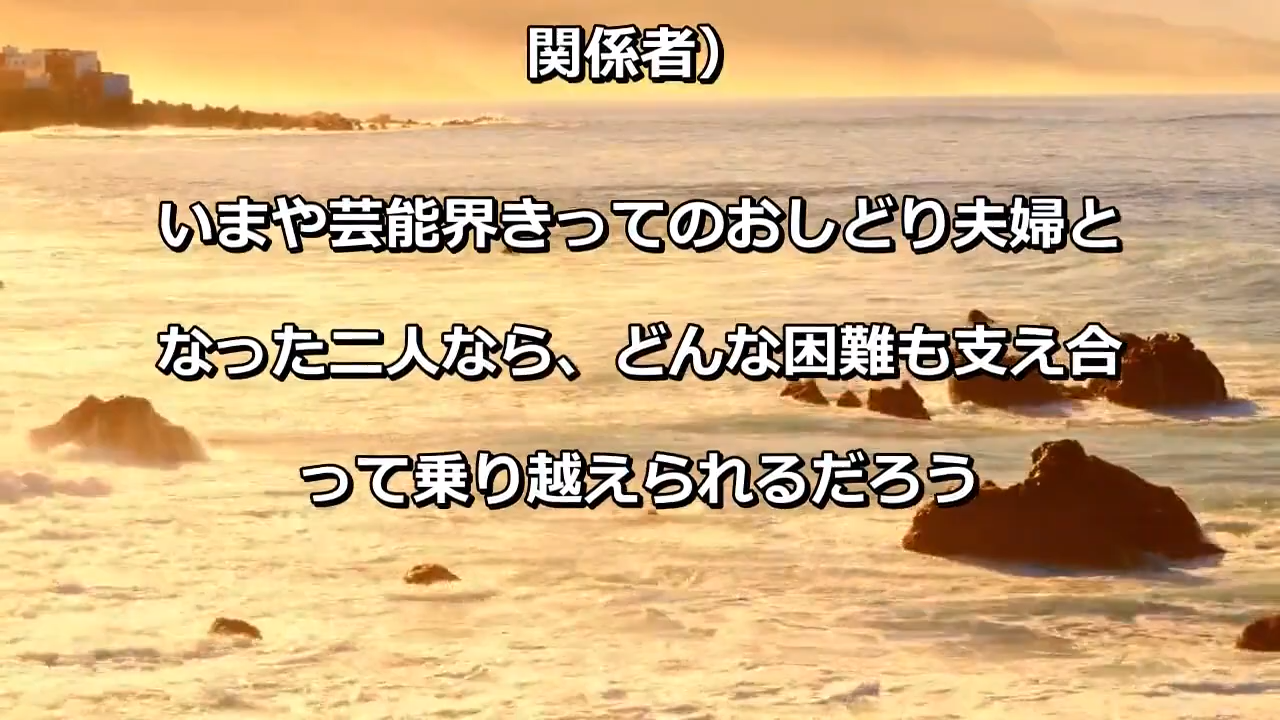 関係者）
いまや芸能界きってのおしどり夫婦と
なった二人なら、どんな困難も支え合
って乗り越えられるだろう